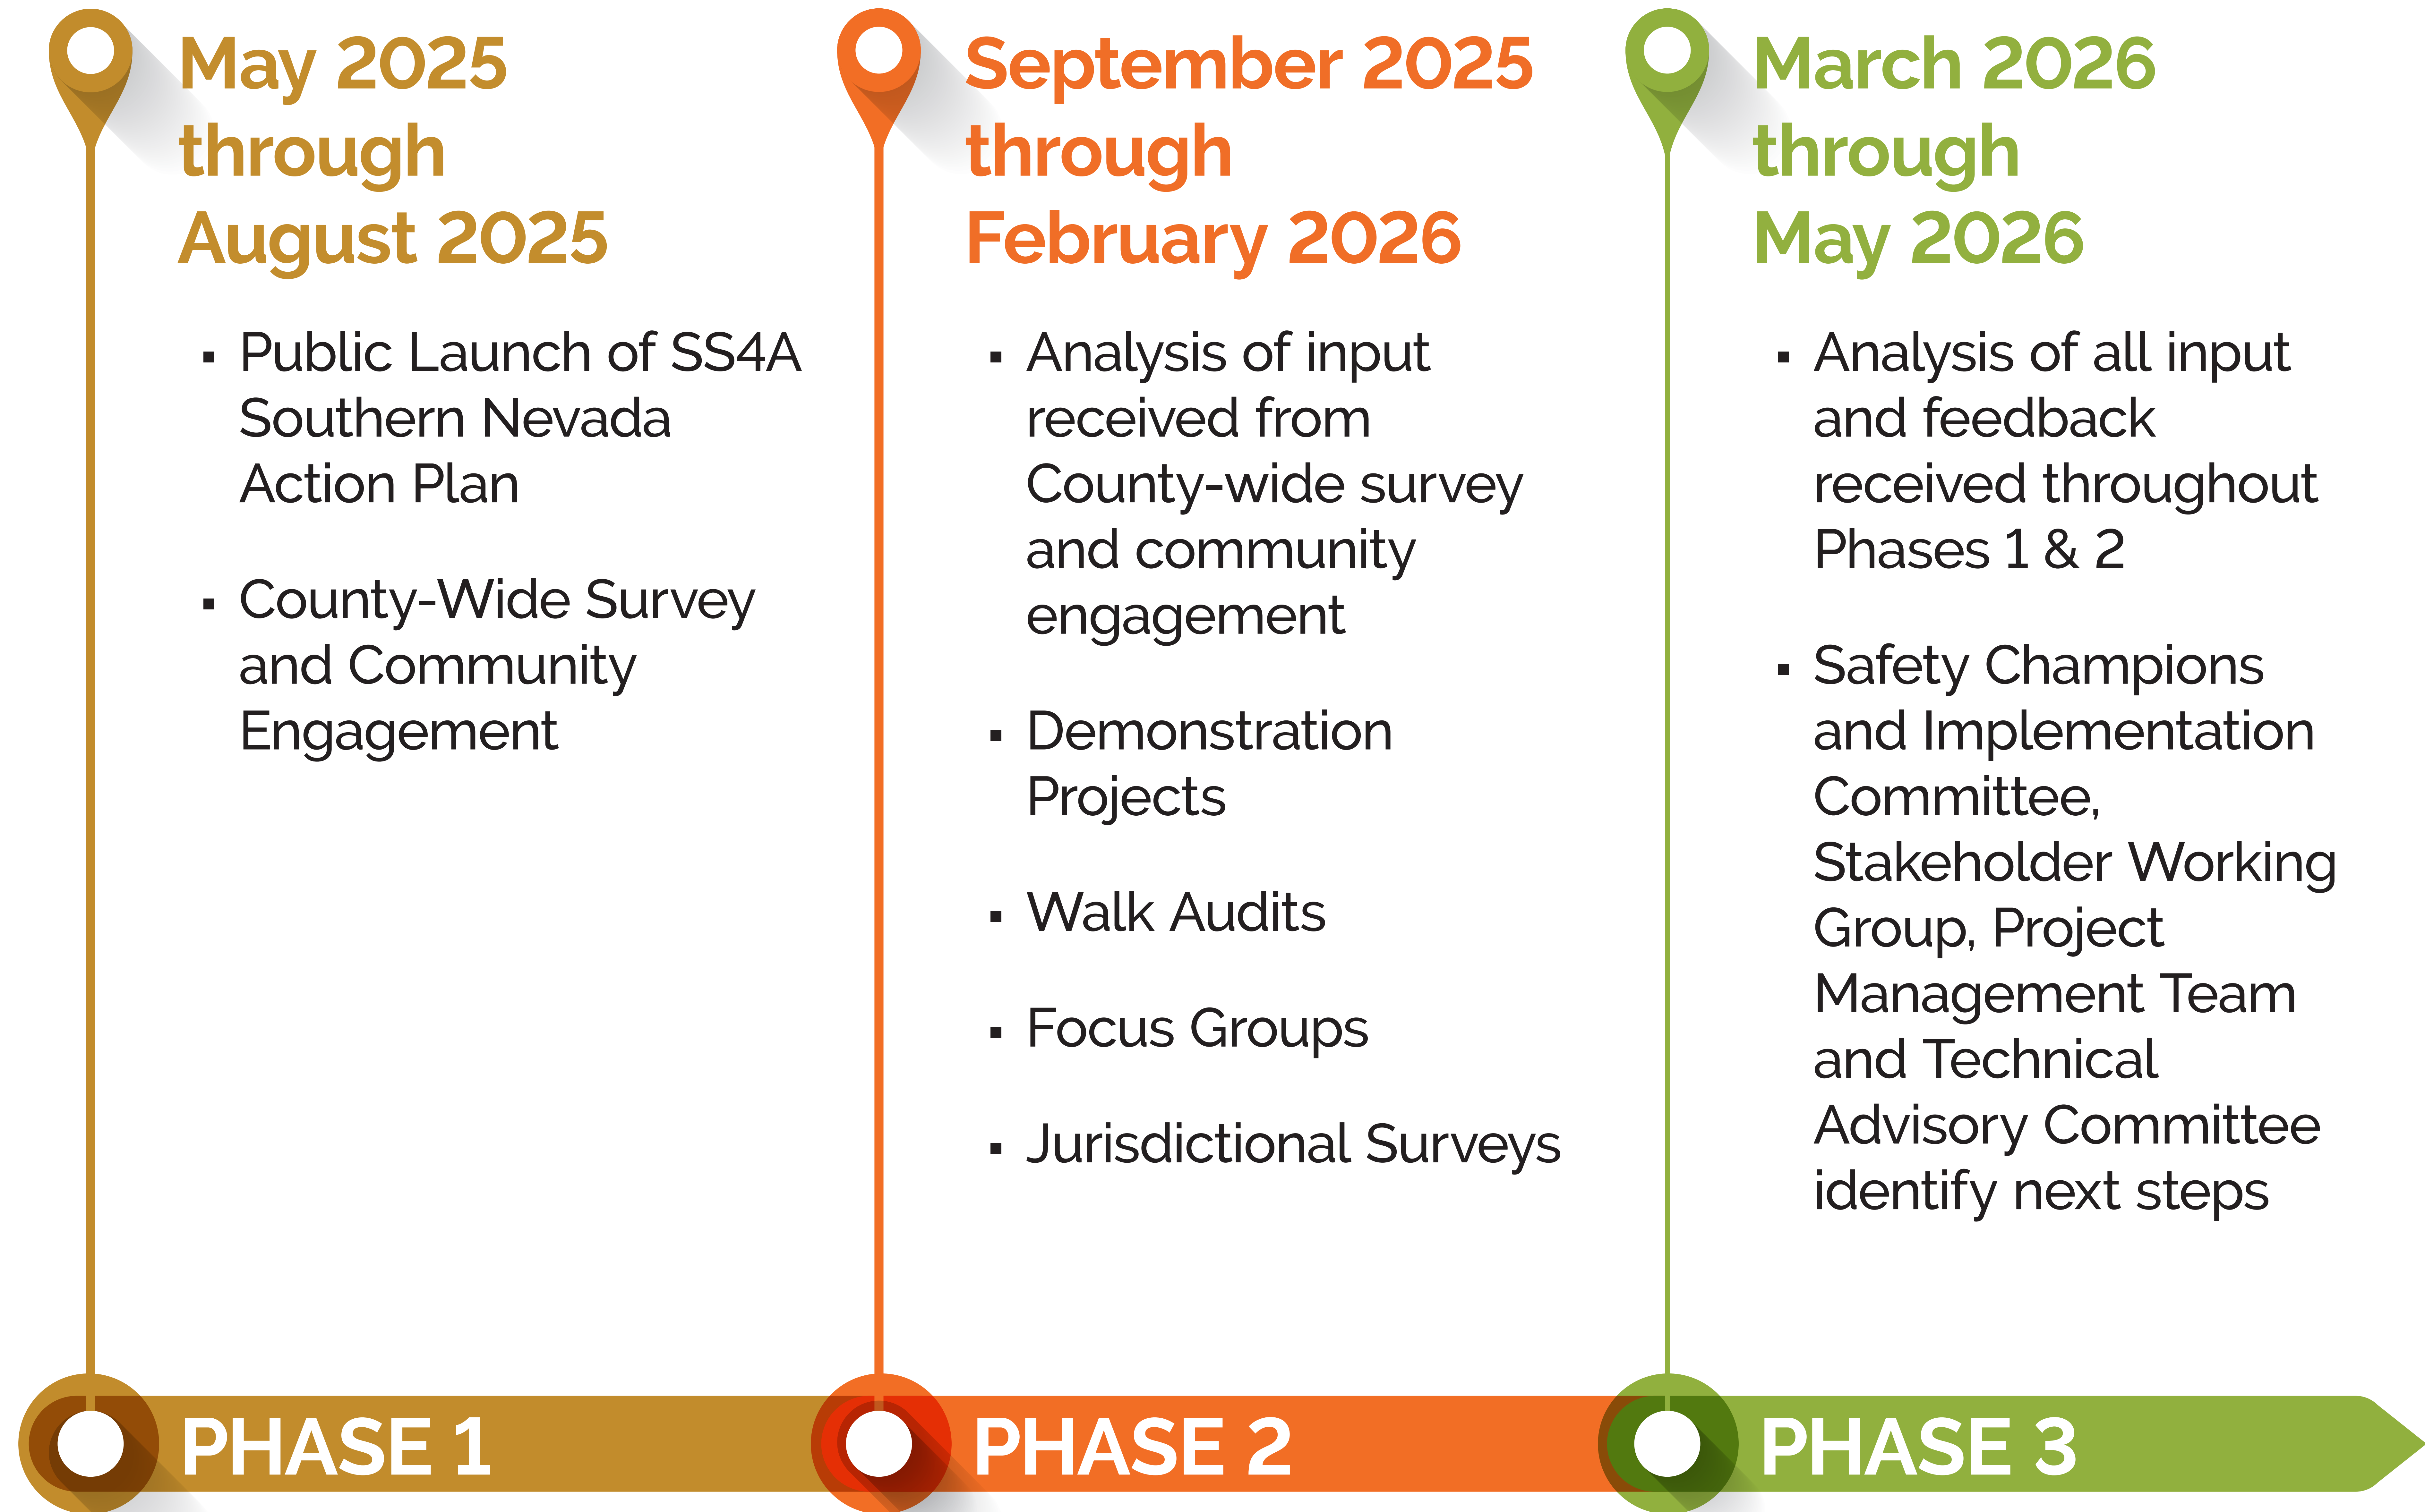 May 2025
through
August 2025
▪ Public Launch of SS4A
Southern Nevada
Action Plan
▪ County-Wide Survey
and Community
Engagement
PHASE 1
September 2025
through
February 2026
▪ Analysis of input
received from
County-wide survey
and community
engagement
▪ Demonstration
Projects
▪ Walk Audits
▪ Focus Groups
▪ Jurisdictional Surveys
PHASE 2
March 2026
through
May 2026
▪ Analysis of all input
and feedback
received throughout
Phases 1 & 2
▪ Safety Champions
and Implementation
Committee,
Stakeholder Working
Group, Project
Management Team
and Technical
Advisory Committee
identify next steps
PHASE 3